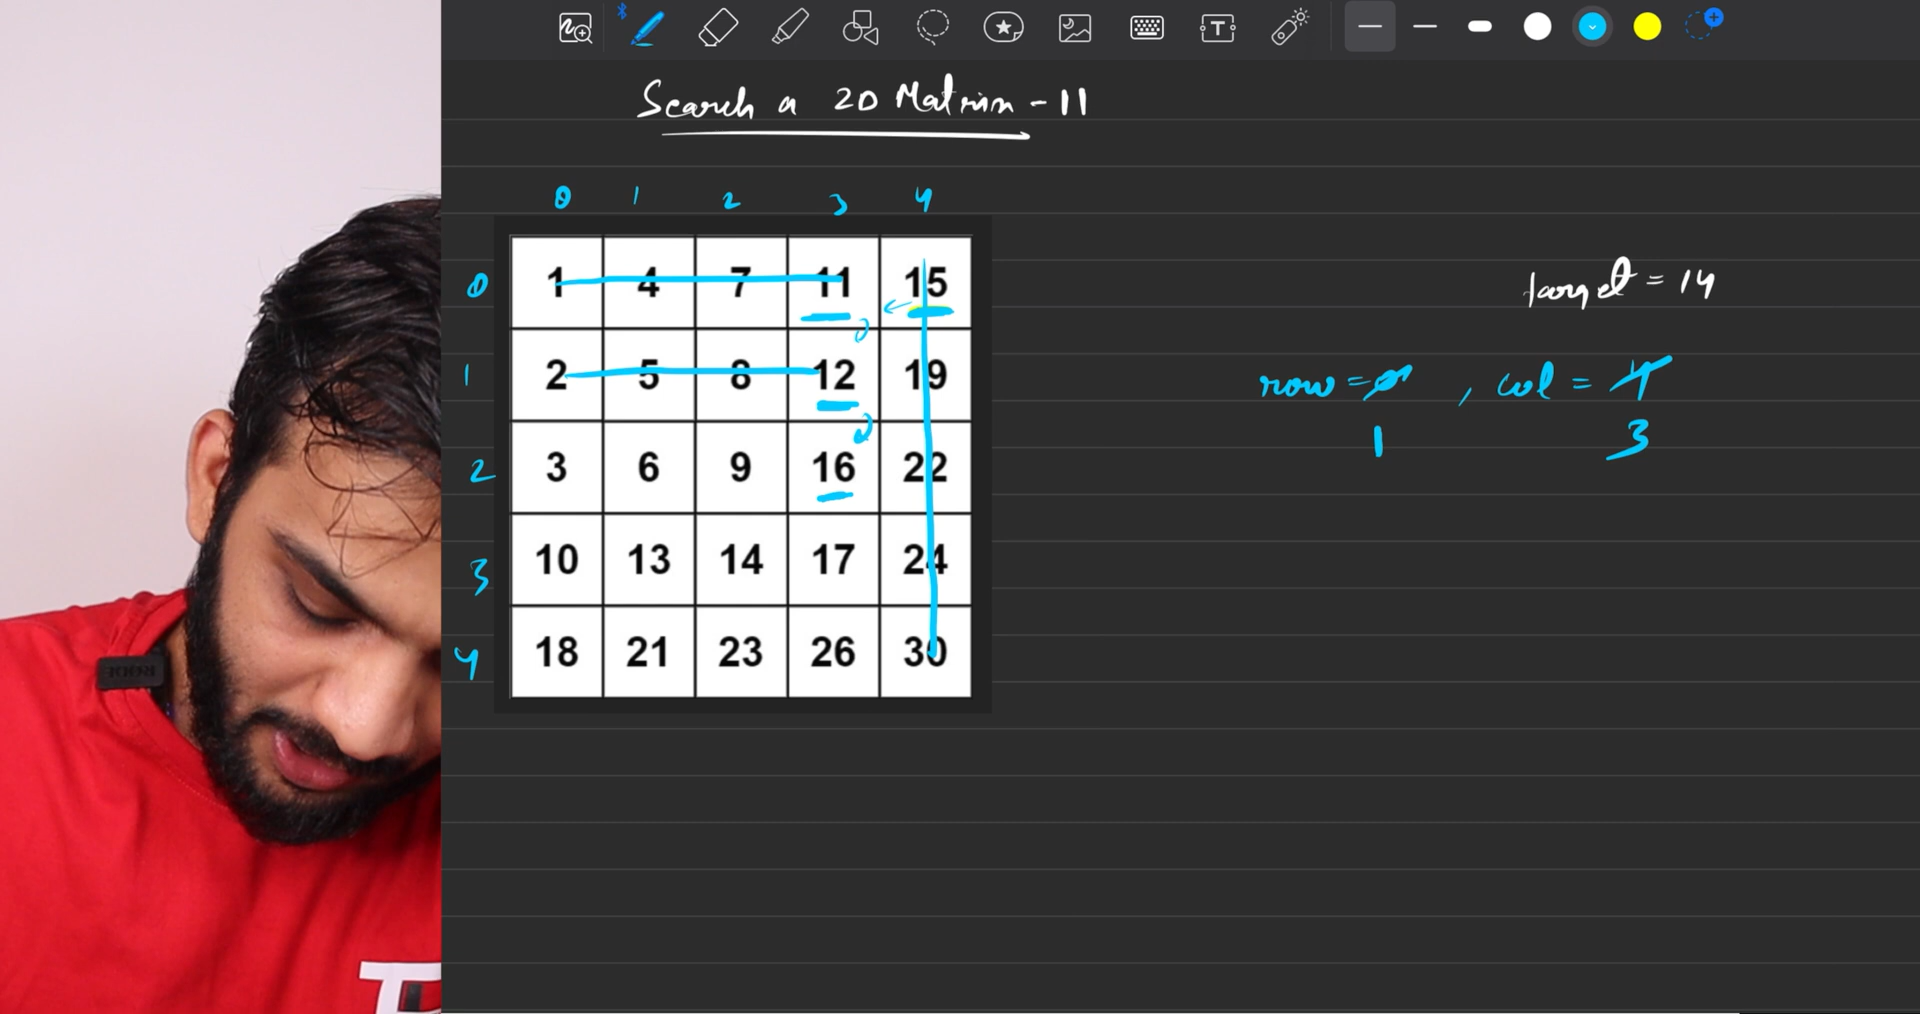 Search a 2D Matrix - II
0 1 2 3 4
0 1 4 7 11 15
target = 14
1 2 5 8 12 19
row = 0 , col = 4
1 3
2 3 6 9 16 22
3 10 13 14 17 24
4 18 21 23 26 30